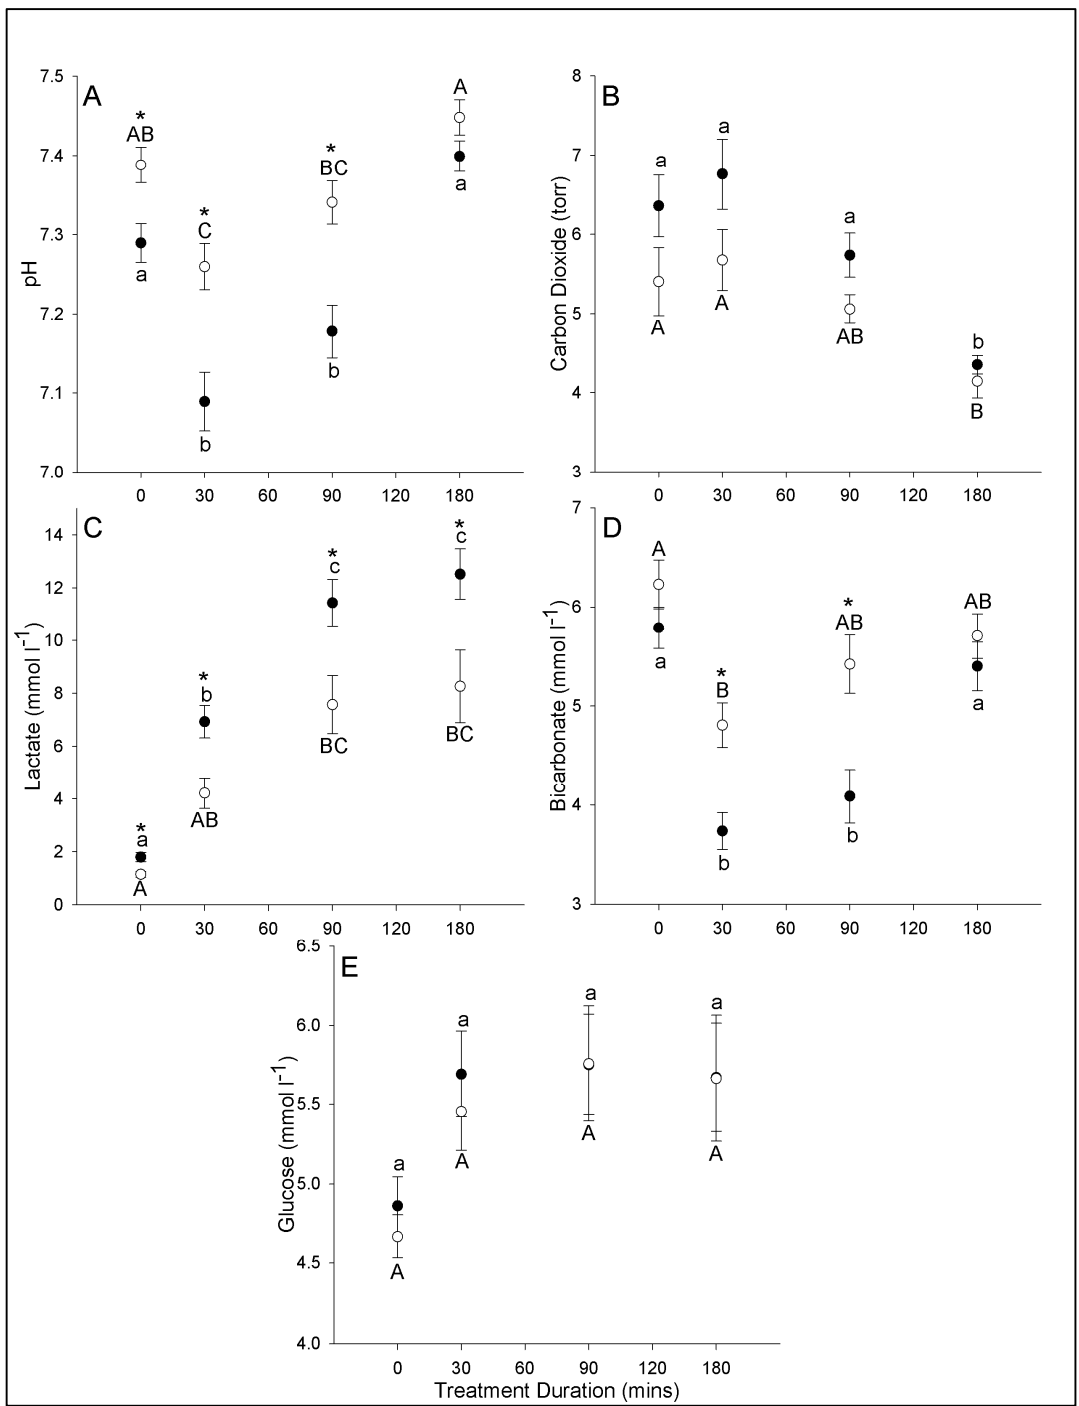 A
pH
7.5
7.4
7.3
7.2
7.1
7.0
*
AB
a
*
C
b
*
BC
b
A
a
0 30 60 90 120 180
B
Carbon Dioxide (torr)
8
7
6
5
4
3
a
A
a
A
a
AB
b
B
0 30 60 90 120 180
C
Lactate (mmol l-1)
14
12
10
8
6
4
2
0
*
a
A
*
b
AB
*
c
BC
*
c
BC
0 30 60 90 120 180
D
Bicarbonate (mmol l-1)
7
6
5
4
3
A
a
*
B
b
*
AB
b
AB
a
0 30 60 90 120 180
E
Glucose (mmol l-1)
6.5
6.0
5.5
5.0
4.5
4.0
a
A
a
A
a
A
a
A
0 30 60 90 120 180
Treatment Duration (mins)